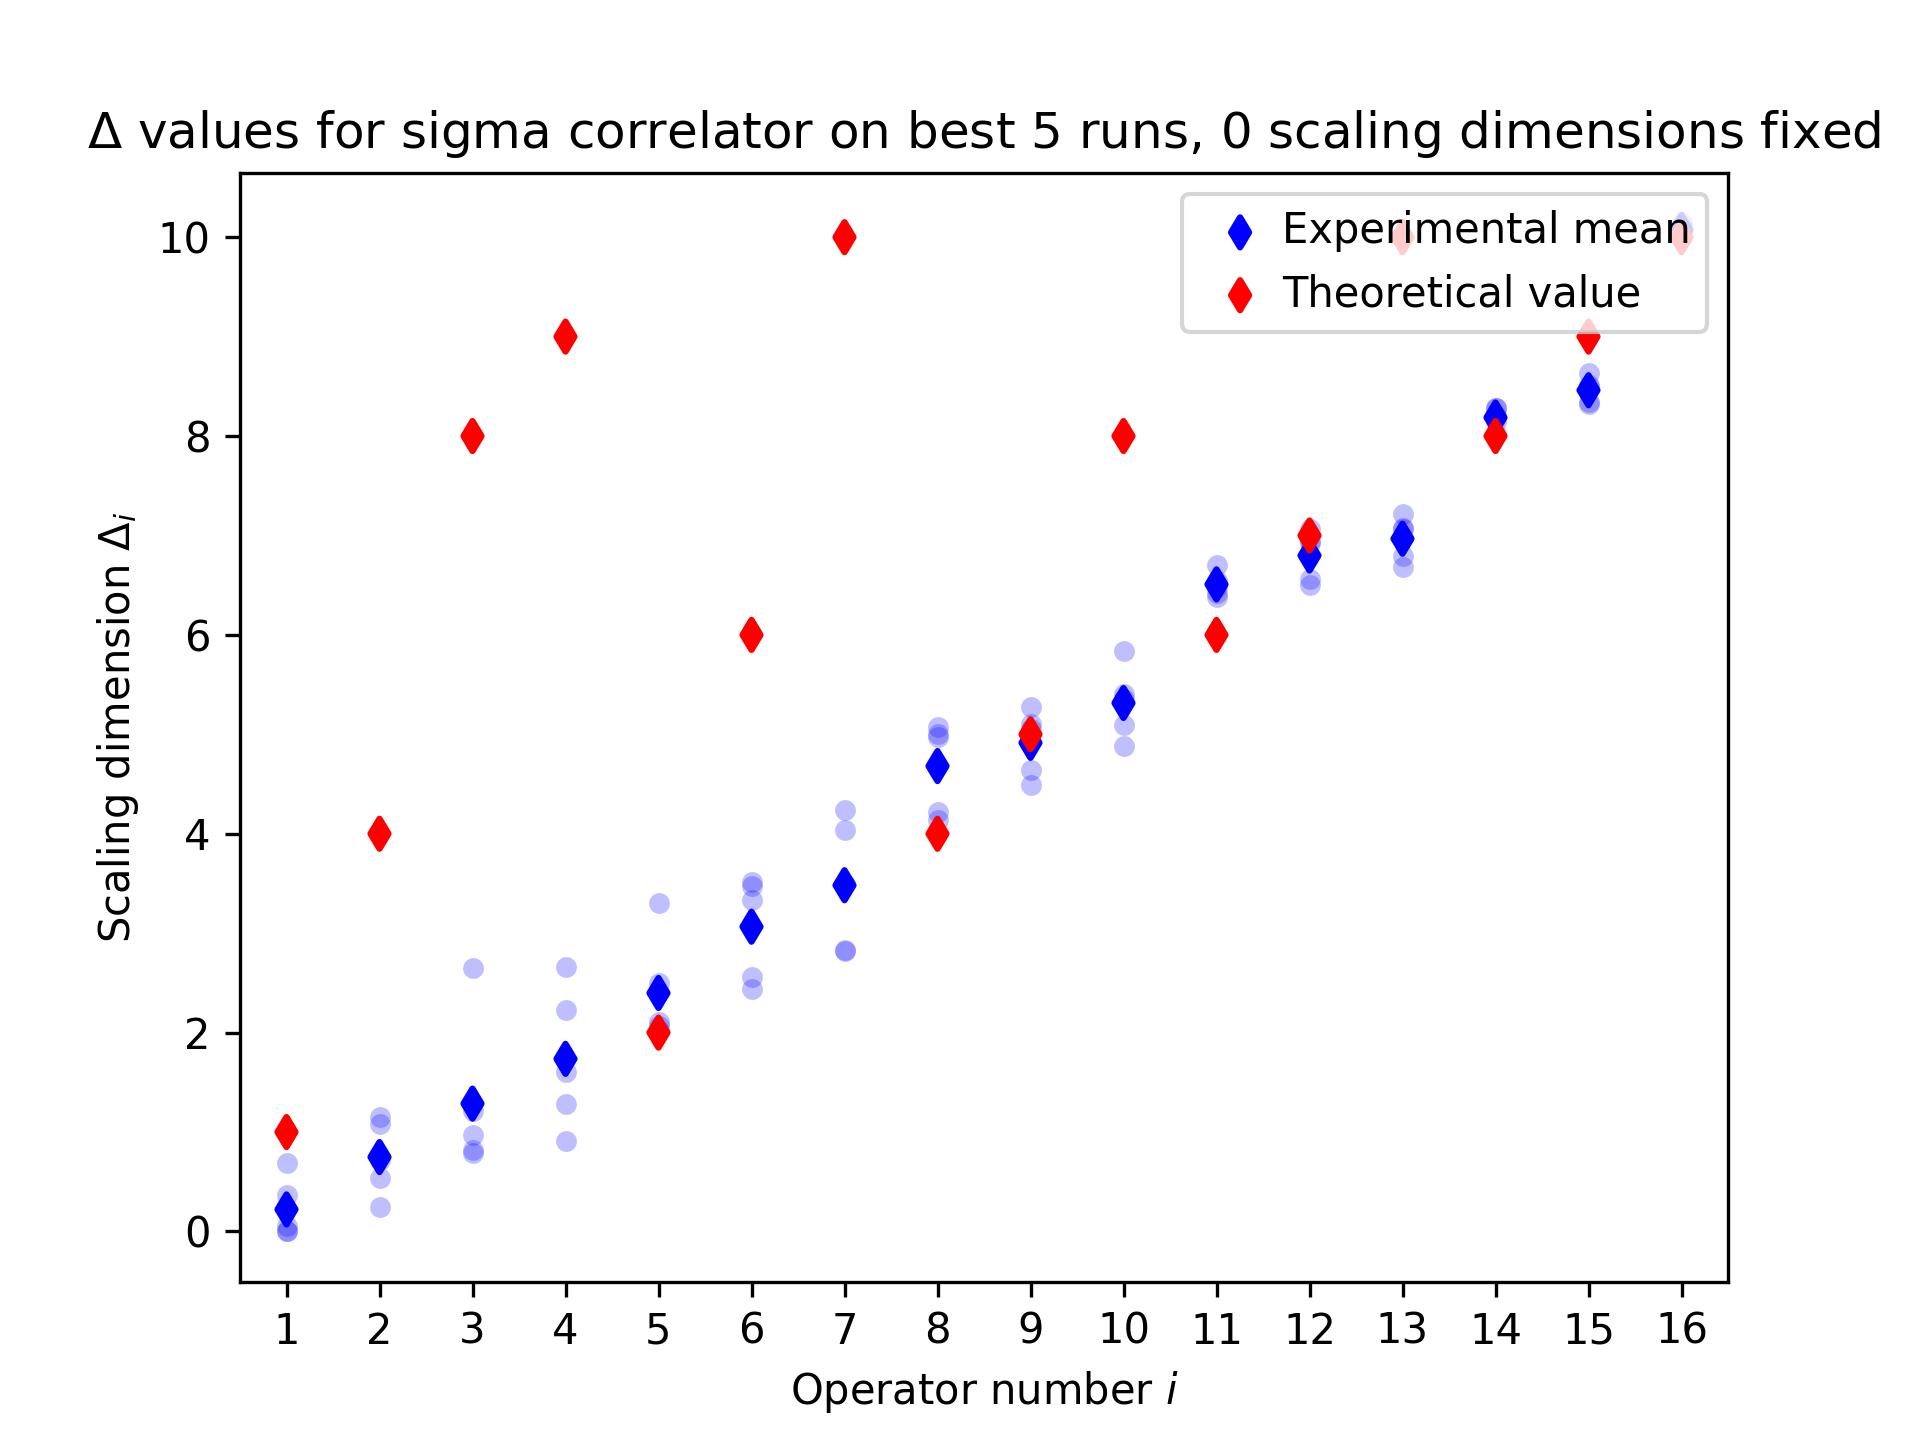 Δ values for sigma correlator on best 5 runs, 0 scaling dimensions fixed
Experimental mean
Theoretical value
10
8
6
4
2
0
Scaling dimension Δi
1 2 3 4 5 6 7 8 9 10 11 12 13 14 15 16
Operator number i